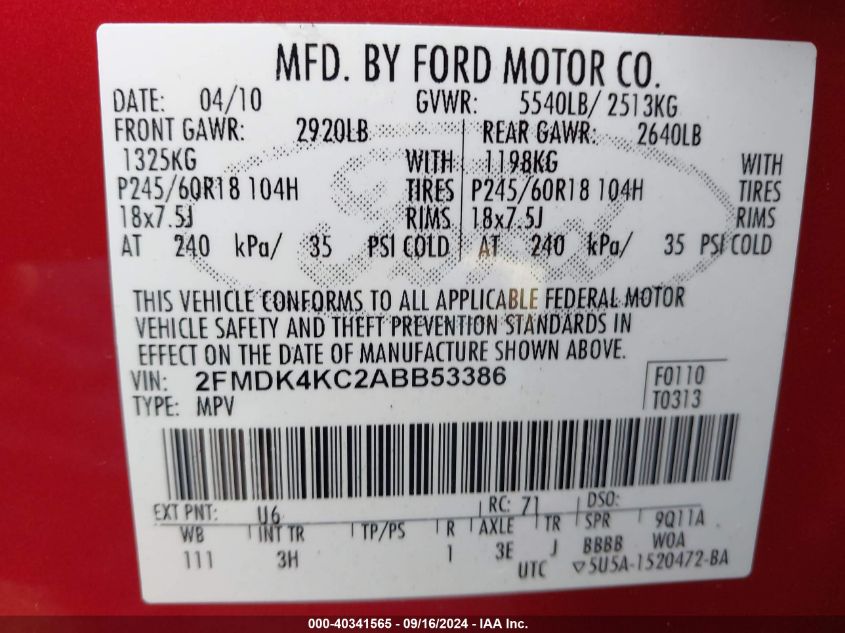 MFD. BY FORD MOTOR CO.
DATE: 04/10 GVWR: 5540LB/ 2513KG
FRONT GAWR: 2920LB REAR GAWR: 2640LB
1325KG WITH 1198KG WITH
P245/60R18 104H TIRES P245/60R18 104H TIRES
18x7.5J RIMS 18x7.5J RIMS
AT 240 kPa/ 35 PSI COLD AT 240 kPa/ 35 PSI COLD
Ford
THIS VEHICLE CONFORMS TO ALL APPLICABLE FEDERAL MOTOR
VEHICLE SAFETY AND THEFT PREVENTION STANDARDS IN
EFFECT ON THE DATE OF MANUFACTURE SHOWN ABOVE.
VIN: 2FMDK4KC2ABB53386 F0110
TYPE: MPV T0313
EXT PNT: U6 RC: 71 DSO:
WB INT TR TP/PS R AXLE TR SPR 9Q11A
111 3H 1 3E J BBBB WOA
UTC ▽5U5A-1520472-BA
000-40341565 - 09/16/2024 - IAA Inc.